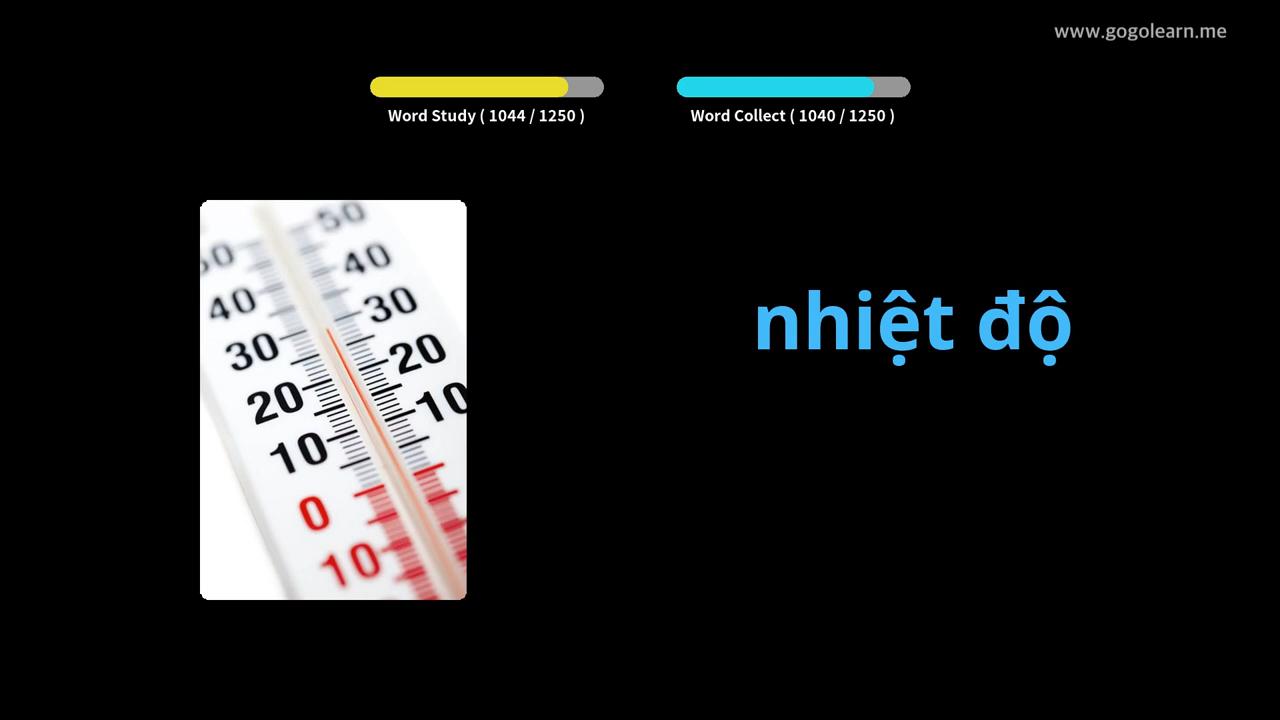 www.gogolearn.me
Word Study ( 1044 / 1250 )
Word Collect ( 1040 / 1250 )
nhiệt độ
50
40
40
30
30
20
20
10
10
0
10